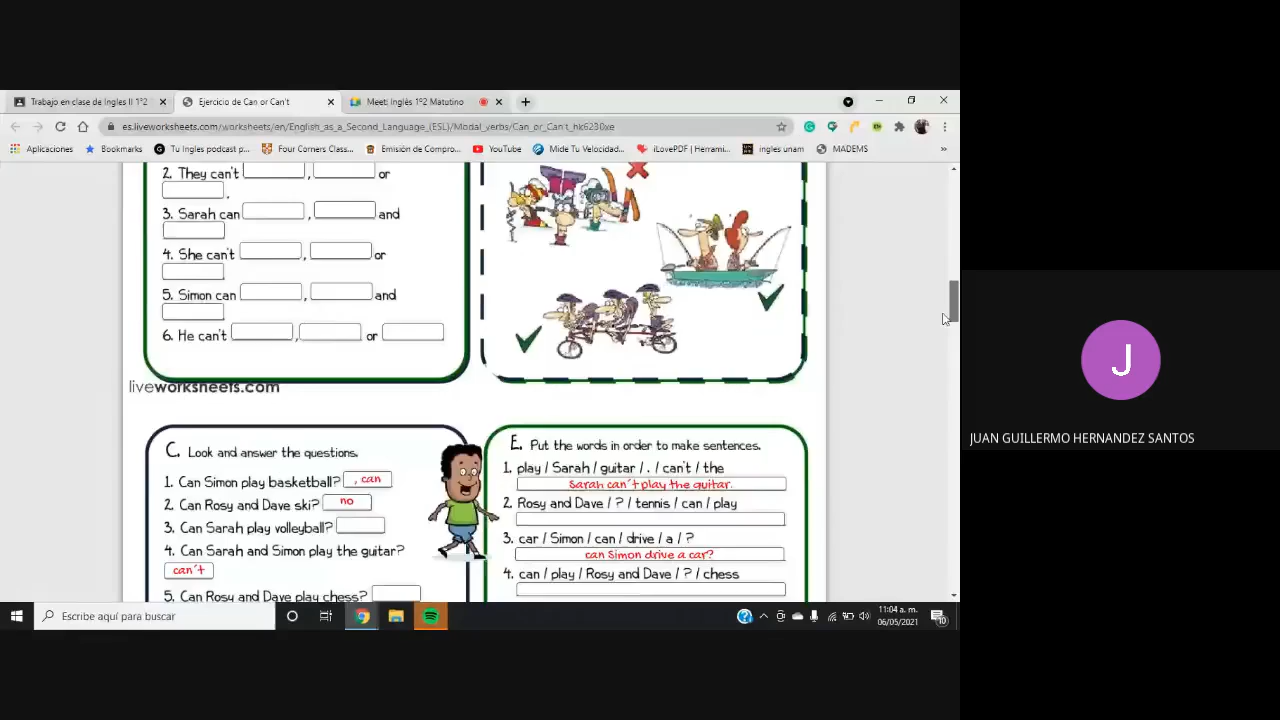 Trabajo en clase de Ingles II 1°2
Ejercicio de Can or Can't
Meet: Inglés 1°2 Matutino
es.liveworksheets.com/worksheets/en/English_as_a_Second_Language_(ESL)/Modal_verbs/Can_or_Can't_hk6230xe
Aplicaciones
Bookmarks
Tu Ingles podcast p...
Four Corners Class...
Emisión de Compro...
YouTube
Mide Tu Velocidad...
iLovePDF | Herrami...
ingles unam
MADEMS
»
2. They can't , or
.
3. Sarah can , and
4. She can't , or
5. Simon can , and
6. He can't , or
liveworksheets.com
C. Look and answer the questions.
1. Can Simon play basketball? , can
2. Can Rosy and Dave ski? no
3. Can Sarah play volleyball?
4. Can Sarah and Simon play the guitar?
can't
5. Can Rosy and Dave play chess?
E. Put the words in order to make sentences.
1. play / Sarah / guitar / . / can't / the
Sarah can't play the guitar.
2. Rosy and Dave / ? / tennis / can / play
3. car / Simon / can / drive / a / ?
can Simon drive a car?
4. can / play / Rosy and Dave / ? / chess
J
JUAN GUILLERMO HERNANDEZ SANTOS
Escribe aquí para buscar
11:04 a. m.
06/05/2021
10